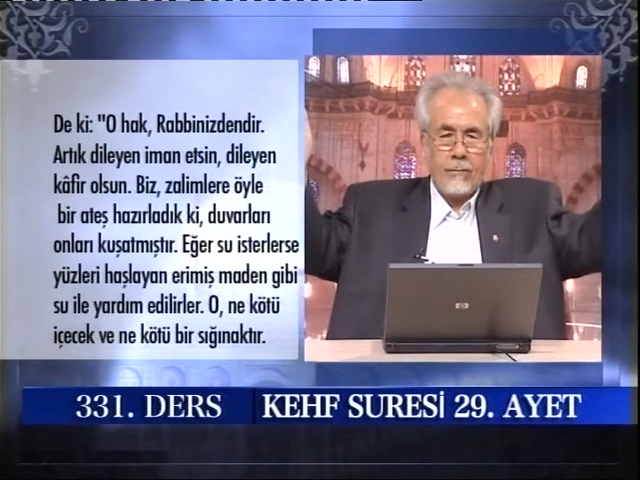 De ki: "O hak, Rabbinizdendir.
Artık dileyen iman etsin, dileyen
kâfir olsun. Biz, zalimlere öyle
bir ateş hazırladık ki, duvarları
onları kuşatmıştır. Eğer su isterlerse
yüzleri haşlayan erimiş maden gibi
su ile yardım edilirler. O, ne kötü
içecek ve ne kötü bir sığınaktır.
hp
331. DERS KEHF SURESİ 29. AYET